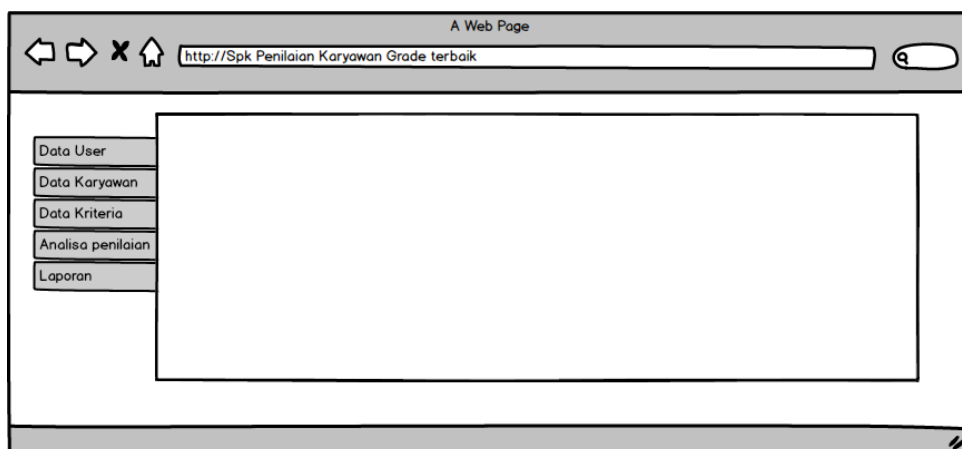 A Web Page
http://Spk Penilaian Karyawan Grade terbaik
Data User
Data Karyawan
Data Kriteria
Analisa penilaian
Laporan